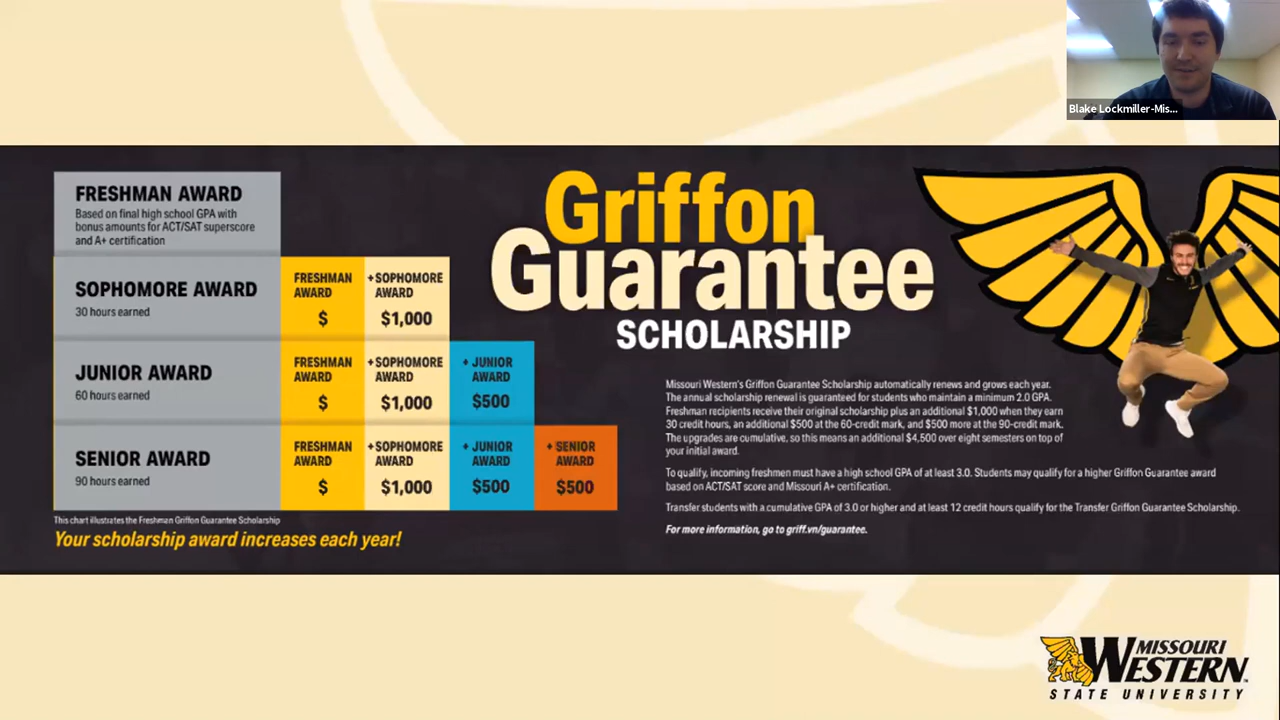 Blake Lockmiller-Mis...
FRESHMAN AWARD
Based on final high school GPA with
bonus amounts for ACT/SAT superscore
and A+ certification
SOPHOMORE AWARD
30 hours earned
FRESHMAN
AWARD
$
+SOPHOMORE
AWARD
$1,000
JUNIOR AWARD
60 hours earned
FRESHMAN
AWARD
$
+SOPHOMORE
AWARD
$1,000
+ JUNIOR
AWARD
$500
SENIOR AWARD
90 hours earned
FRESHMAN
AWARD
$
+SOPHOMORE
AWARD
$1,000
+ JUNIOR
AWARD
$500
+ SENIOR
AWARD
$500
This chart illustrates the Freshman Griffon Guarantee Scholarship
Your scholarship award increases each year!
Griffon
Guarantee
SCHOLARSHIP
Missouri Western's Griffon Guarantee Scholarship automatically renews and grows each year.
The annual scholarship renewal is guaranteed for students who maintain a minimum 2.0 GPA.
Freshman recipients receive their original scholarship plus an additional $1,000 when they earn
30 credit hours, an additional $500 at the 60-credit mark, and $500 more at the 90-credit mark.
The upgrades are cumulative, so this means an additional $4,500 over eight semesters on top of
your initial award.
To qualify, incoming freshmen must have a high school GPA of at least 3.0. Students may qualify for a higher Griffon Guarantee award
based on ACT/SAT score and Missouri A+ certification.
Transfer students with a cumulative GPA of 3.0 or higher and at least 12 credit hours qualify for the Transfer Griffon Guarantee Scholarship.
For more information, go to griff.vn/guarantee.
MISSOURI
WESTERN
STATE UNIVERSITY